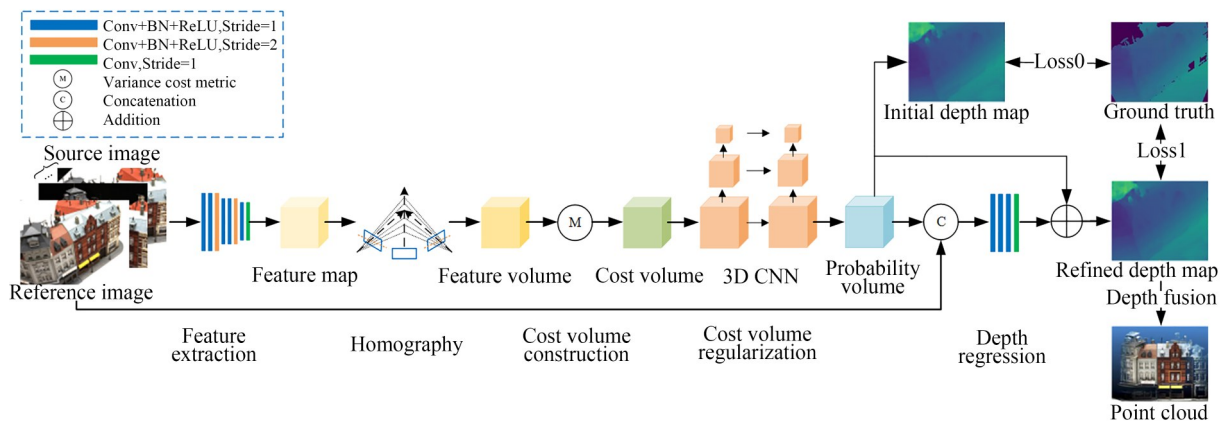 Conv+BN+ReLU,Stride=1
Conv+BN+ReLU,Stride=2
Conv,Stride=1
M
Variance cost metric
C
Concatenation
Addition
Source image
Reference image
Feature map
Feature volume
M
Cost volume
3D CNN
Probability
volume
C
Initial depth map
Loss0
Ground truth
Loss1
Refined depth map
Depth fusion
Point cloud
Feature
extraction
Homography
Cost volume
construction
Cost volume
regularization
Depth
regression